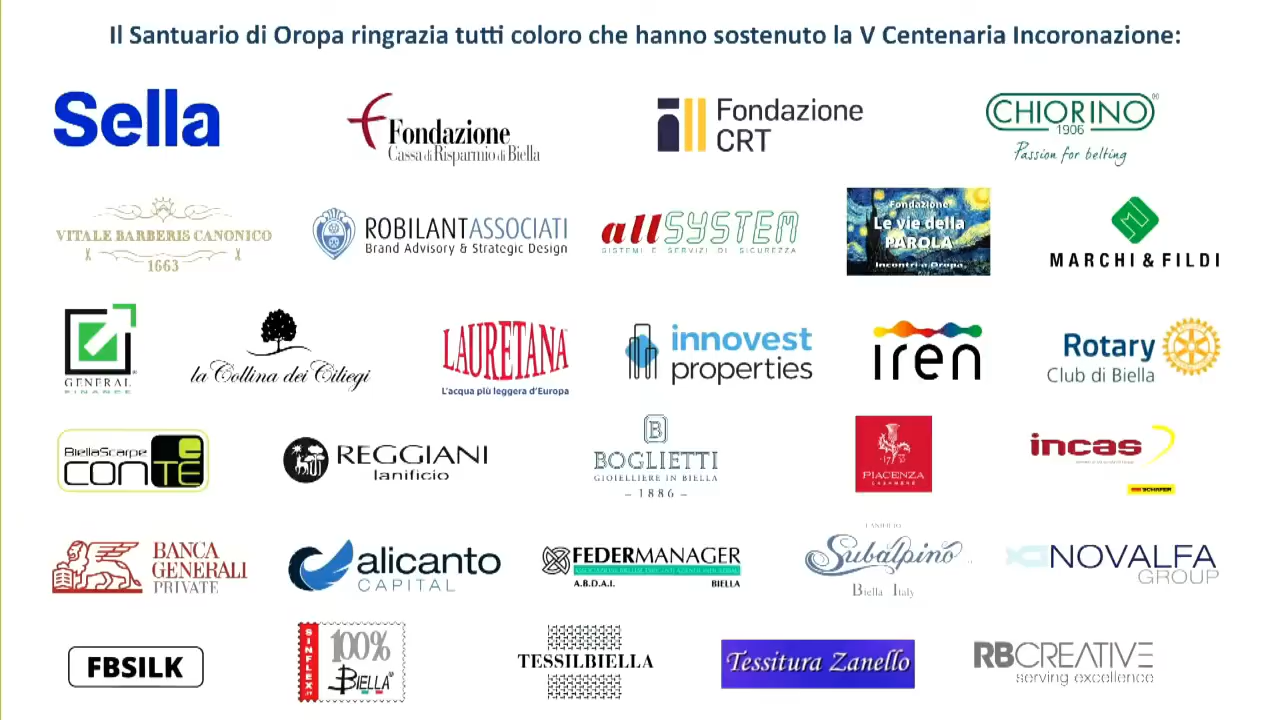 Il Santuario di Oropa ringrazia tutti coloro che hanno sostenuto la V Centenaria Incoronazione:
Sella
Fondazione
Cassa di Risparmio di Biella
Fondazione
CRT
CHIORINO
1906
Passion for belting
VITALE BARBERIS CANONICO
1663
ROBILANTASSOCIATI
Brand Advisory & Strategic Design
allSYSTEM
SISTEMI E SERVIZI DI SICUREZZA
Fondazione
Le vie della
PAROLA
Incontri a Oropa
MARCHI & FILDI
GENERAL
FINANCE
la Collina dei Ciliegi
LAURETANA
L'acqua più leggera d'Europa
innovest
properties
iren
Rotary
Club di Biella
BiellaScarpe
CONTE
REGGIANI
lanificio
B
BOGLIETTI
GIOIELLIERE IN BIELLA
– 1886 –
1733
PIACENZA
CASHMERE
incas
SCHÄFER
BANCA
GENERALI
PRIVATE
alicanto
CAPITAL
FEDERMANAGER
A.B.D.A.I. BIELLA
LANIFICIO
Subalpino
Biella Italy
NOVALFA
GROUP
FBSILK
SINFLEX
100%
BIELLA
TESSILBIELLA
Tessitura Zanello
RBCREATIVE
serving excellence